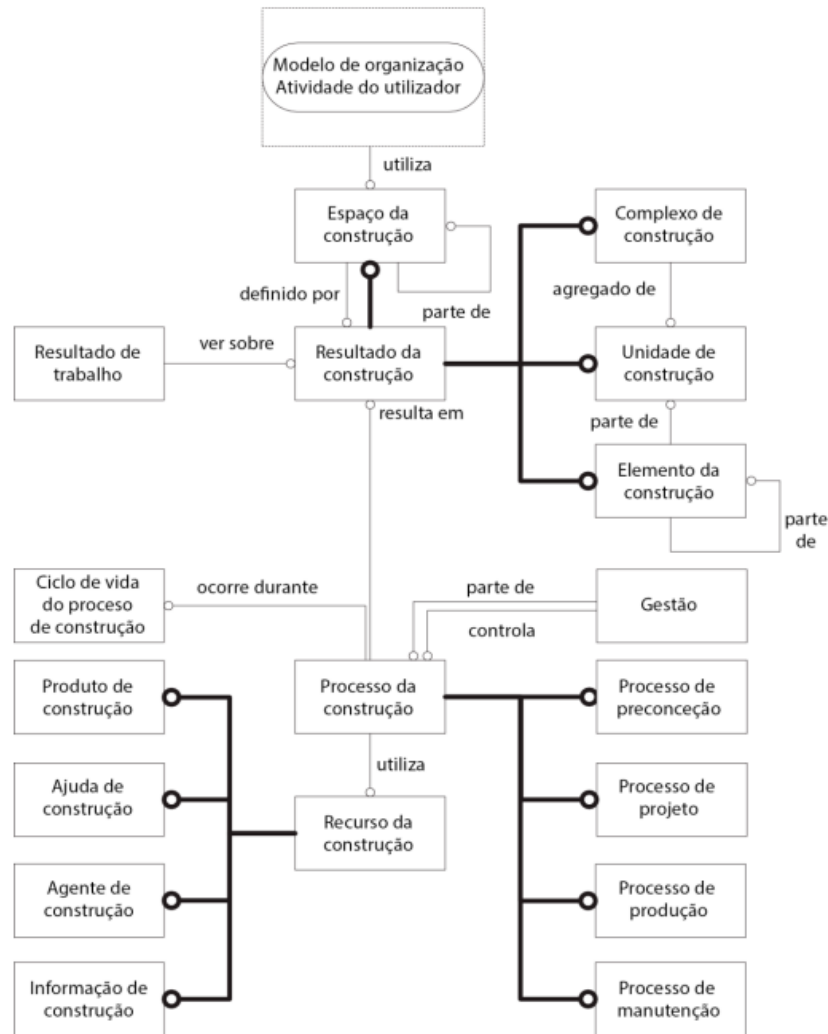 Modelo de organização
Atividade do utilizador
utiliza
Espaço da
construção
Complexo de
construção
definido por
parte de
agregado de
Resultado de
trabalho
ver sobre
Resultado da
construção
Unidade de
construção
resulta em
parte de
Elemento da
construção
parte
de
Ciclo de vida
do proceso
de construção
ocorre durante
parte de
controla
Gestão
Produto de
construção
Processo da
construção
Processo de
preconceção
utiliza
Ajuda de
construção
Recurso da
construção
Processo de
projeto
Agente de
construção
Processo de
produção
Informação de
construção
Processo de
manutenção